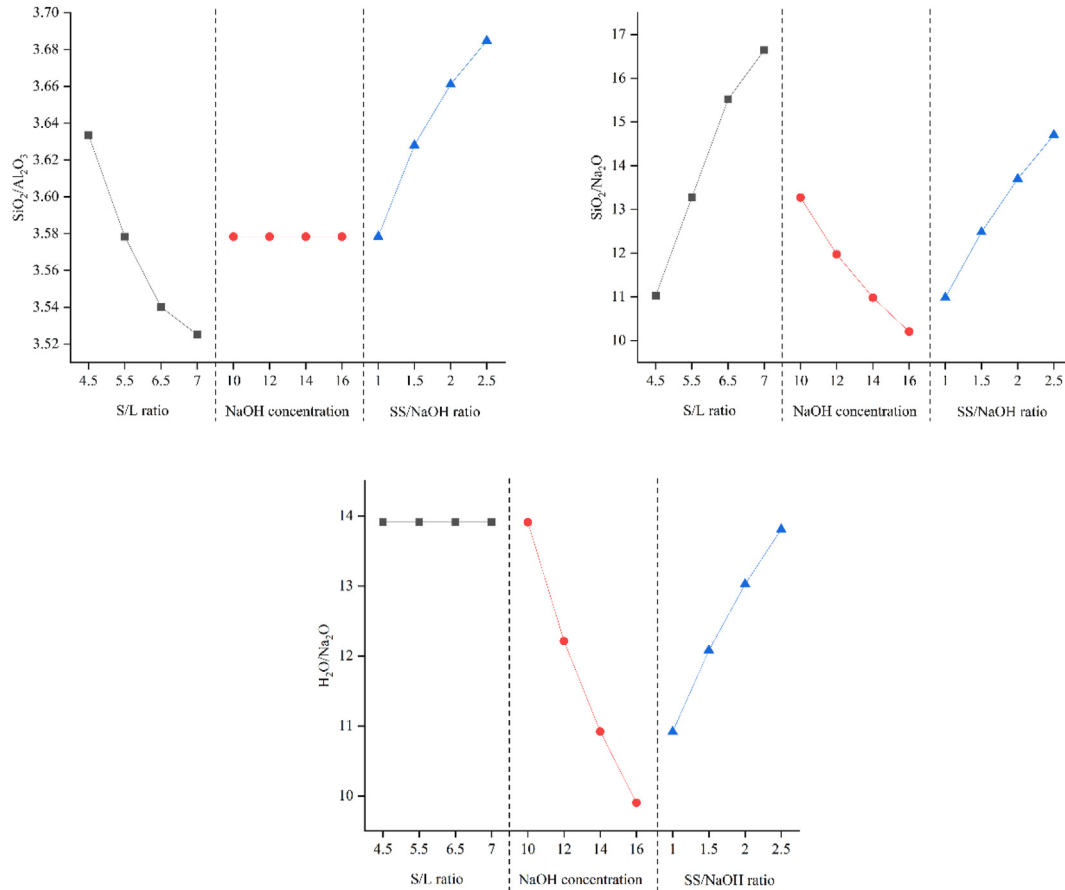 3.70
3.68
3.66
3.64
3.62
3.60
3.58
3.56
3.54
3.52
SiO₂/Al₂O₃
4.5 5.5 6.5 7 10 12 14 16 1 1.5 2 2.5
S/L ratio NaOH concentration SS/NaOH ratio
17
16
15
14
13
12
11
10
SiO₂/Na₂O
4.5 5.5 6.5 7 10 12 14 16 1 1.5 2 2.5
S/L ratio NaOH concentration SS/NaOH ratio
14
13
12
11
10
H₂O/Na₂O
4.5 5.5 6.5 7 10 12 14 16 1 1.5 2 2.5
S/L ratio NaOH concentration SS/NaOH ratio